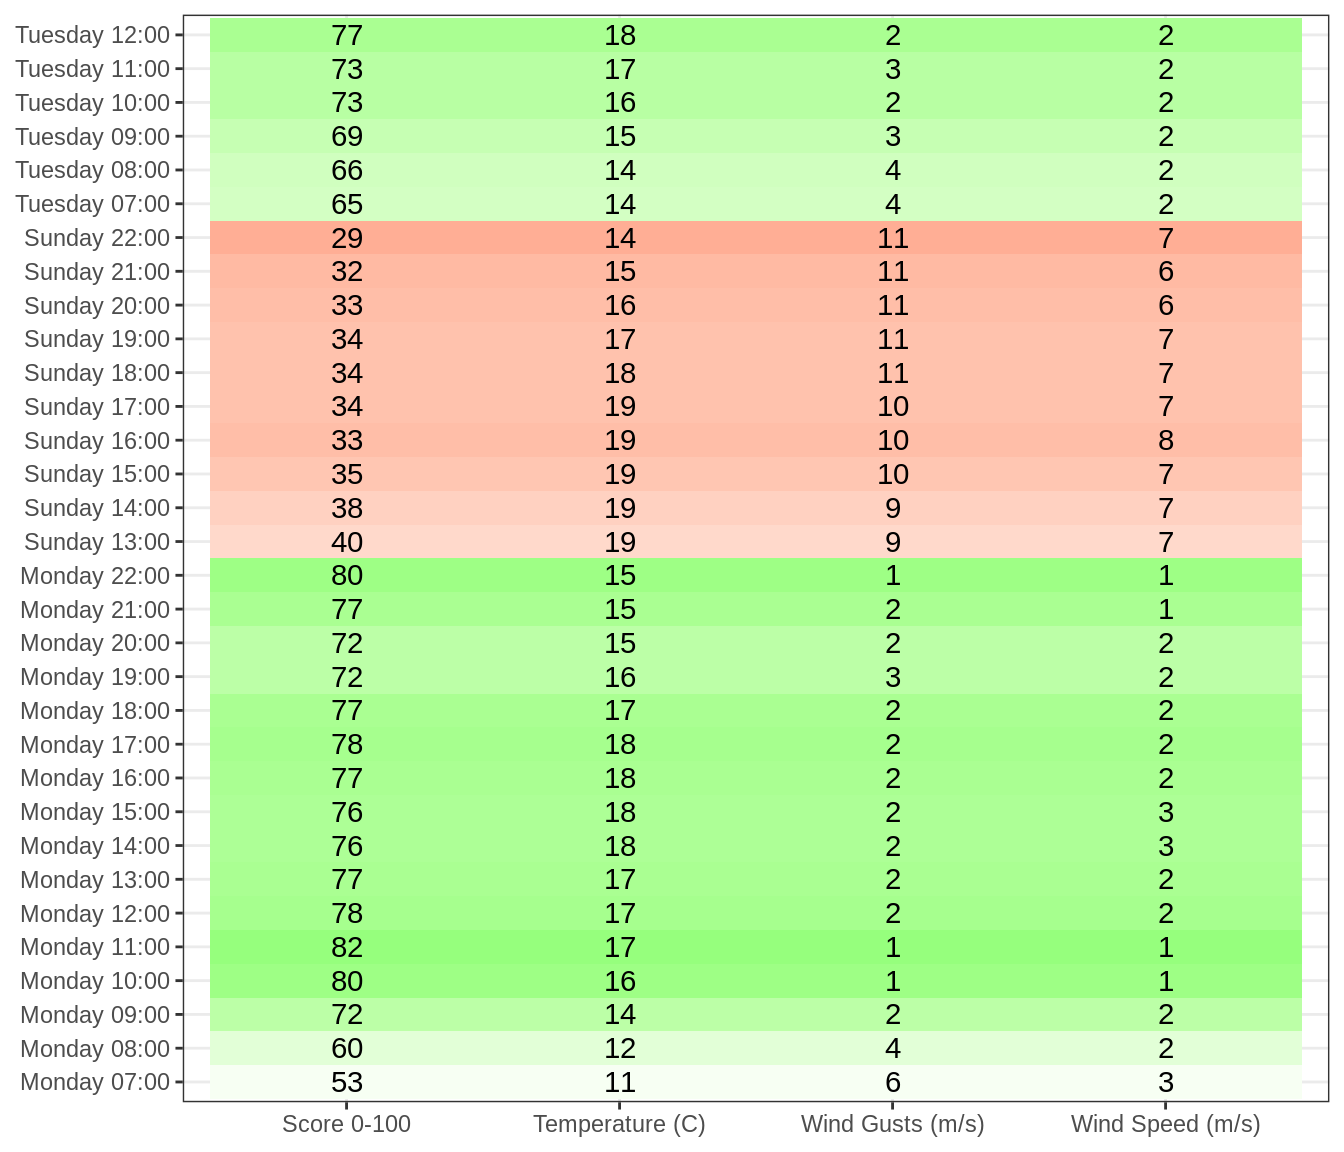 Tuesday 12:00 77 18 2 2
Tuesday 11:00 73 17 3 2
Tuesday 10:00 73 16 2 2
Tuesday 09:00 69 15 3 2
Tuesday 08:00 66 14 4 2
Tuesday 07:00 65 14 4 2
Sunday 22:00 29 14 11 7
Sunday 21:00 32 15 11 6
Sunday 20:00 33 16 11 6
Sunday 19:00 34 17 11 7
Sunday 18:00 34 18 11 7
Sunday 17:00 34 19 10 7
Sunday 16:00 33 19 10 8
Sunday 15:00 35 19 10 7
Sunday 14:00 38 19 9 7
Sunday 13:00 40 19 9 7
Monday 22:00 80 15 1 1
Monday 21:00 77 15 2 1
Monday 20:00 72 15 2 2
Monday 19:00 72 16 3 2
Monday 18:00 77 17 2 2
Monday 17:00 78 18 2 2
Monday 16:00 77 18 2 2
Monday 15:00 76 18 2 3
Monday 14:00 76 18 2 3
Monday 13:00 77 17 2 2
Monday 12:00 78 17 2 2
Monday 11:00 82 17 1 1
Monday 10:00 80 16 1 1
Monday 09:00 72 14 2 2
Monday 08:00 60 12 4 2
Monday 07:00 53 11 6 3
Score 0-100 Temperature (C) Wind Gusts (m/s) Wind Speed (m/s)